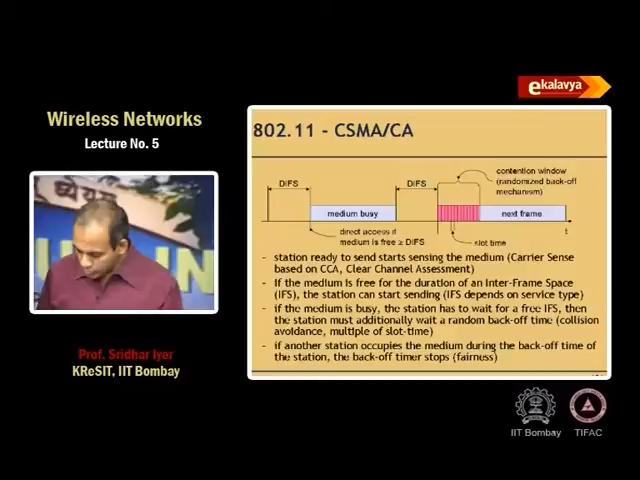 ekalavya
Wireless Networks
Lecture No. 5
802.11 - CSMA/CA
contention window
(randomized back-off
mechanism)
DIFS
DIFS
medium busy
next frame
direct access if
medium is free ≥ DIFS
slot time
t
- station ready to send starts sensing the medium (Carrier Sense
based on CCA, Clear Channel Assessment)
- if the medium is free for the duration of an Inter-Frame Space
(IFS), the station can start sending (IFS depends on service type)
- if the medium is busy, the station has to wait for a free IFS, then
the station must additionally wait a random back-off time (collision
avoidance, multiple of slot-time)
- if another station occupies the medium during the back-off time of
the station, the back-off timer stops (fairness)
Prof. Sridhar Iyer
KReSIT, IIT Bombay
IIT Bombay
TIFAC